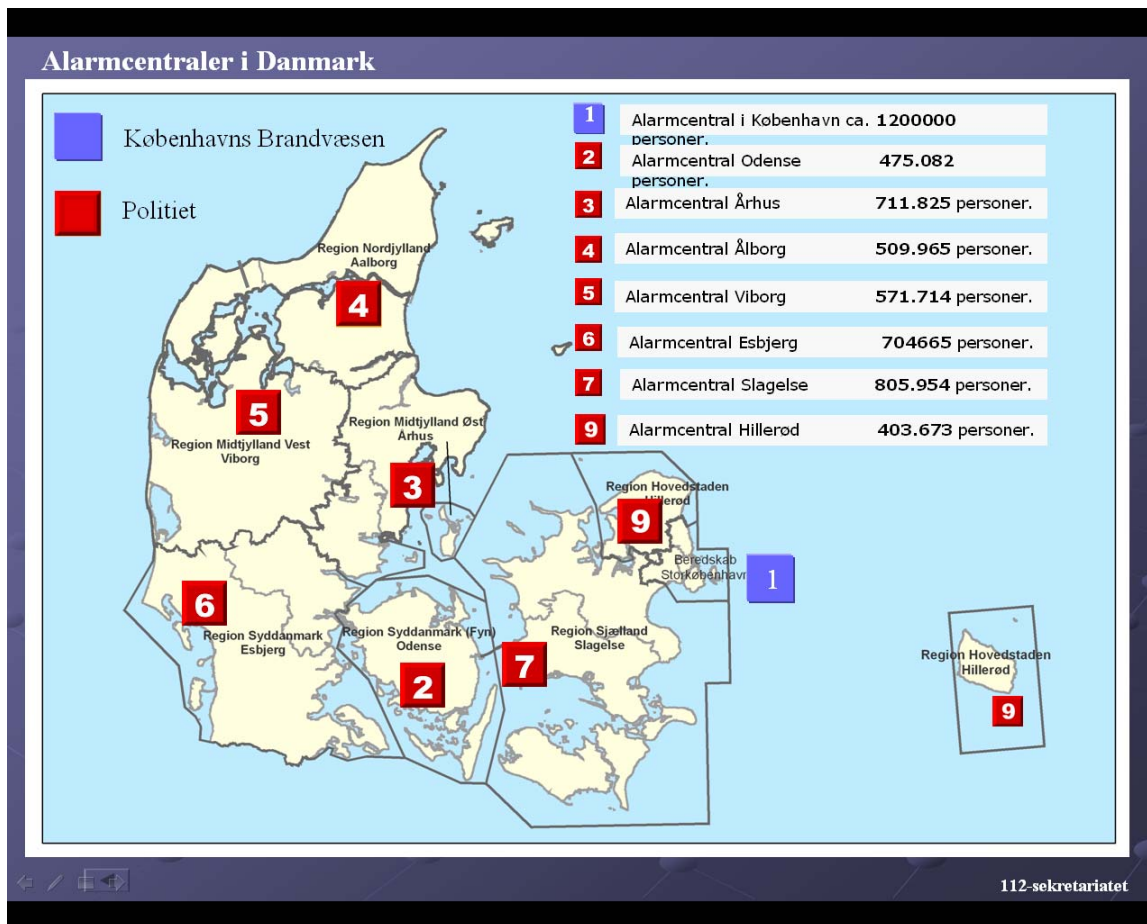 Alarmcentraler i Danmark
Københavns Brandvæsen
Politiet
1 Alarmcentral i København ca. 1200000
personer.
2 Alarmcentral Odense 475.082
personer.
3 Alarmcentral Århus 711.825 personer.
4 Alarmcentral Ålborg 509.965 personer.
5 Alarmcentral Viborg 571.714 personer.
6 Alarmcentral Esbjerg 704665 personer.
7 Alarmcentral Slagelse 805.954 personer.
9 Alarmcentral Hillerød 403.673 personer.
Region Nordjylland
Aalborg
4
5
Region Midtjylland Vest
Viborg
Region Midtjylland Øst
Århus
3
Region Hovedstaden
Hillerød
9
Beredskab
Storkøbenhavn
1
6
Region Syddanmark
Esbjerg
Region Syddanmark (Fyn)
Odense
2
Region Sjælland
Slagelse
7
Region Hovedstaden
Hillerød
9
112-sekretariatet